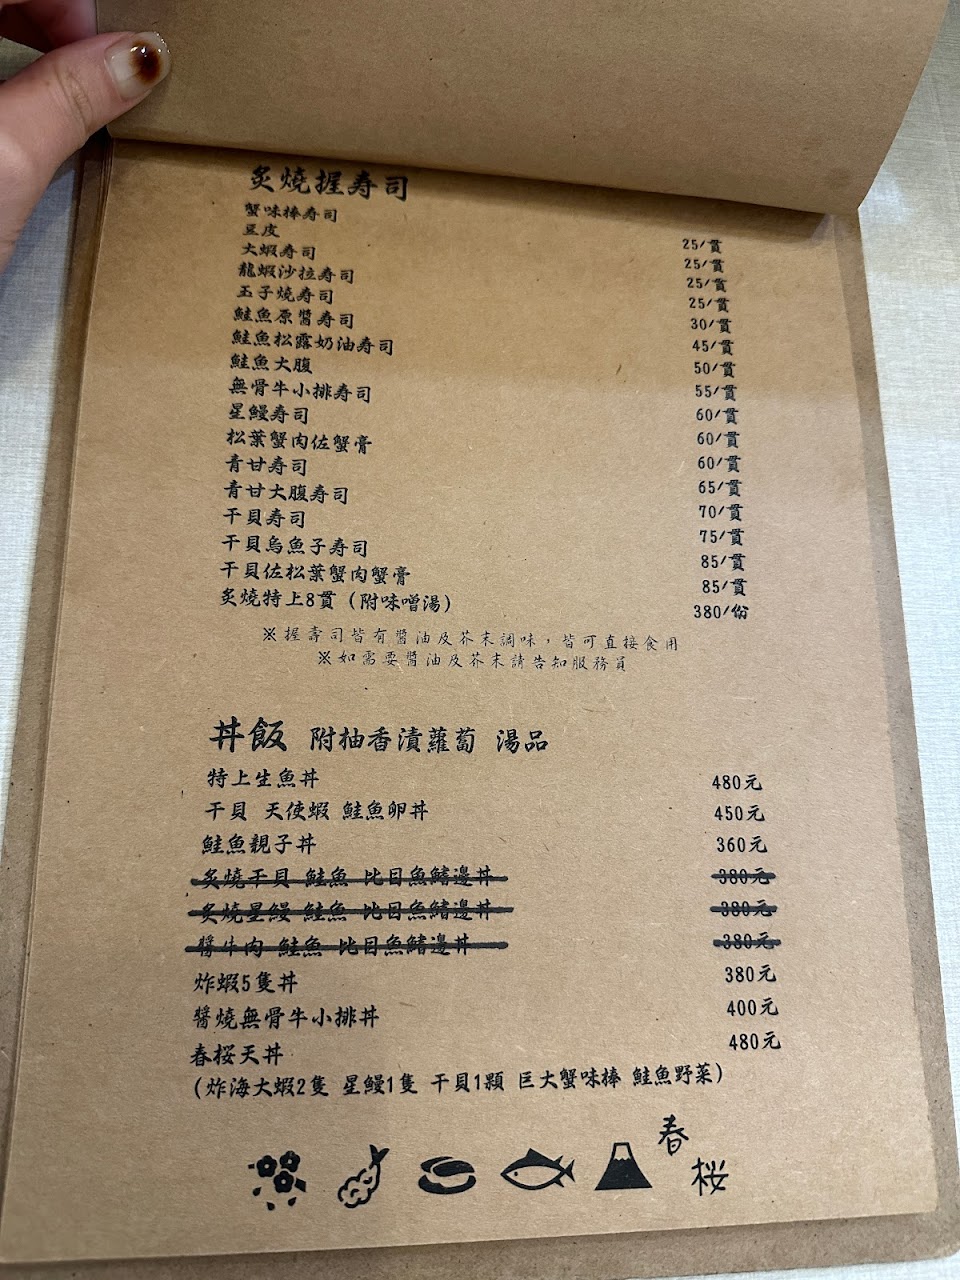 炙燒握寿司
蟹味棒寿司 25/貫
豆皮 25/貫
大蝦寿司 25/貫
龍蝦沙拉寿司 25/貫
玉子燒寿司 30/貫
鮭魚原醬寿司 45/貫
鮭魚松露奶油寿司 50/貫
鮭魚大腹 55/貫
無骨牛小排寿司 60/貫
星鰻寿司 60/貫
松葉蟹肉佐蟹膏 60/貫
青甘寿司 65/貫
青甘大腹寿司 70/貫
干貝寿司 75/貫
干貝烏魚子寿司 85/貫
干貝佐松葉蟹肉蟹膏 85/貫
炙燒特上8貫(附味噌湯) 380/份
※握壽司皆有醬油及芥末調味,皆可直接食用
※如需要醬油及芥末請告知服務員
丼飯 附柚香漬蘿蔔 湯品
特上生魚丼 480元
干貝 天使蝦 鮭魚卵丼 450元
鮭魚親子丼 360元
炙燒干貝 鮭魚 比目魚鰭邊丼 380元
炙燒星鰻 鮭魚 比目魚鰭邊丼 380元
醬牛肉 鮭魚 比目魚鰭邊丼 380元
炸蝦5隻丼 380元
醬燒無骨牛小排丼 400元
春桜天丼 480元
(炸海大蝦2隻 星鰻1隻 干貝1顆 巨大蟹味棒 鮭魚野菜)
春桜